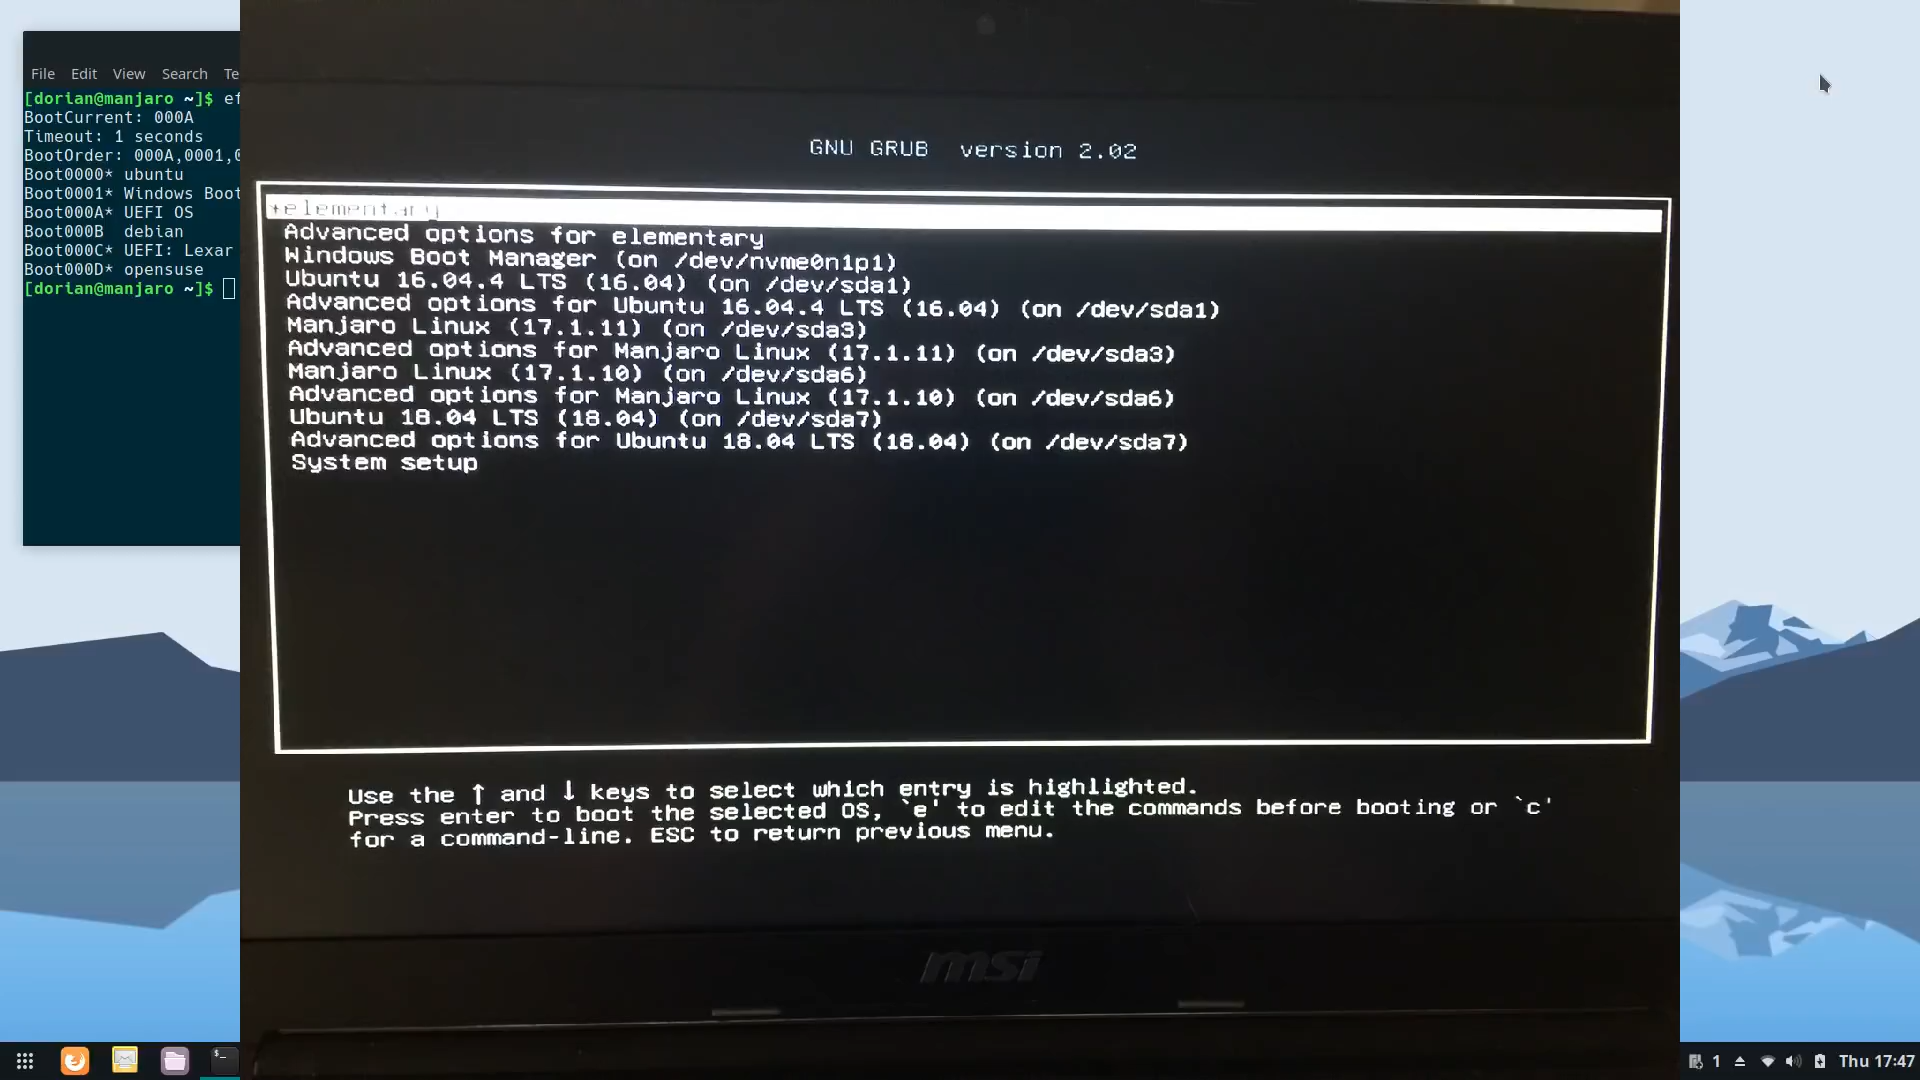 File Edit View Search Te
[dorian@manjaro ~]$ ef
BootCurrent: 000A
Timeout: 1 seconds
BootOrder: 000A,0001,0
Boot0000* ubuntu
Boot0001* Windows Boot
Boot000A* UEFI OS
Boot000B  debian
Boot000C* UEFI: Lexar
Boot000D* opensuse
[dorian@manjaro ~]$
GNU GRUB version 2.02
*elementary
Advanced options for elementary
Windows Boot Manager (on /dev/nvme0n1p1)
Ubuntu 16.04.4 LTS (16.04) (on /dev/sda1)
Advanced options for Ubuntu 16.04.4 LTS (16.04) (on /dev/sda1)
Manjaro Linux (17.1.11) (on /dev/sda3)
Advanced options for Manjaro Linux (17.1.11) (on /dev/sda3)
Manjaro Linux (17.1.10) (on /dev/sda6)
Advanced options for Manjaro Linux (17.1.10) (on /dev/sda6)
Ubuntu 18.04 LTS (18.04) (on /dev/sda7)
Advanced options for Ubuntu 18.04 LTS (18.04) (on /dev/sda7)
System setup
Use the ↑ and ↓ keys to select which entry is highlighted.
Press enter to boot the selected OS, `e' to edit the commands before booting or `c'
for a command-line. ESC to return previous menu.
msi
1 Thu 17:47